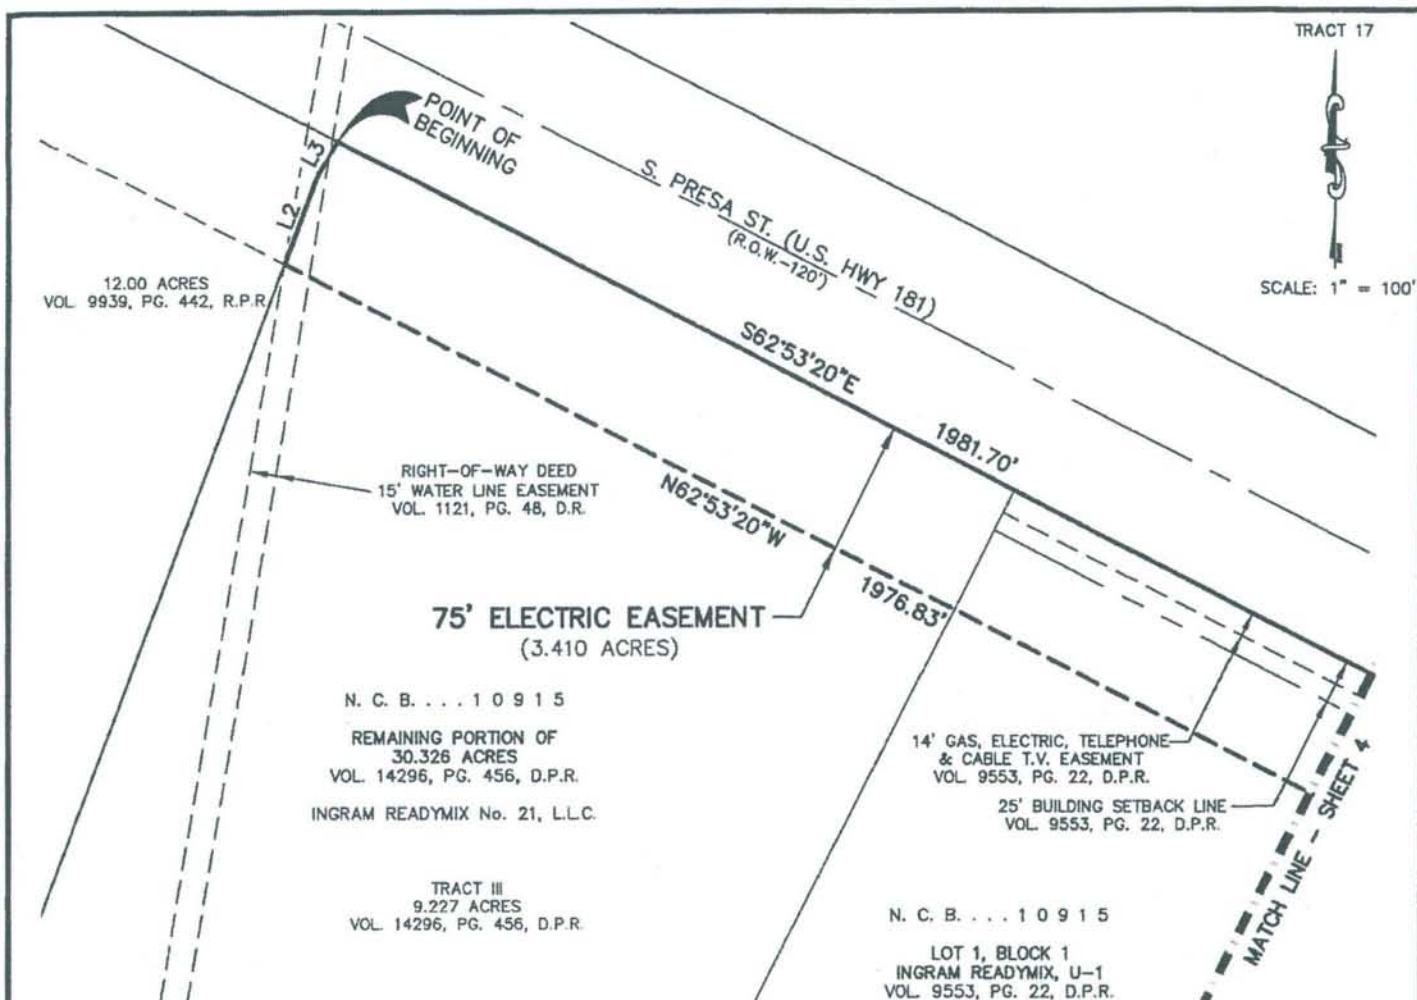 TRACT 17
SCALE: 1" = 100'
POINT OF
BEGINNING
L3
L2
S. PRESA ST. (U.S. HWY 181)
(R.O.W.-120')
12.00 ACRES
VOL. 9939, PG. 442, R.P.R.
S62°53'20"E
1981.70'
RIGHT-OF-WAY DEED
15' WATER LINE EASEMENT
VOL. 1121, PG. 48, D.R.
N62°53'20"W
1976.83'
75' ELECTRIC EASEMENT
(3.410 ACRES)
N. C. B. . . . 1 0 9 1 5
REMAINING PORTION OF
30.326 ACRES
VOL. 14296, PG. 456, D.P.R.
INGRAM READYMIX No. 21, L.L.C.
14' GAS, ELECTRIC, TELEPHONE
& CABLE T.V. EASEMENT
VOL. 9553, PG. 22, D.P.R.
25' BUILDING SETBACK LINE
VOL. 9553, PG. 22, D.P.R.
MATCH LINE - SHEET 4
TRACT III
9.227 ACRES
VOL. 14296, PG. 456, D.P.R.
N. C. B. . . . 1 0 9 1 5
LOT 1, BLOCK 1
INGRAM READYMIX, U-1
VOL. 9553, PG. 22, D.P.R.